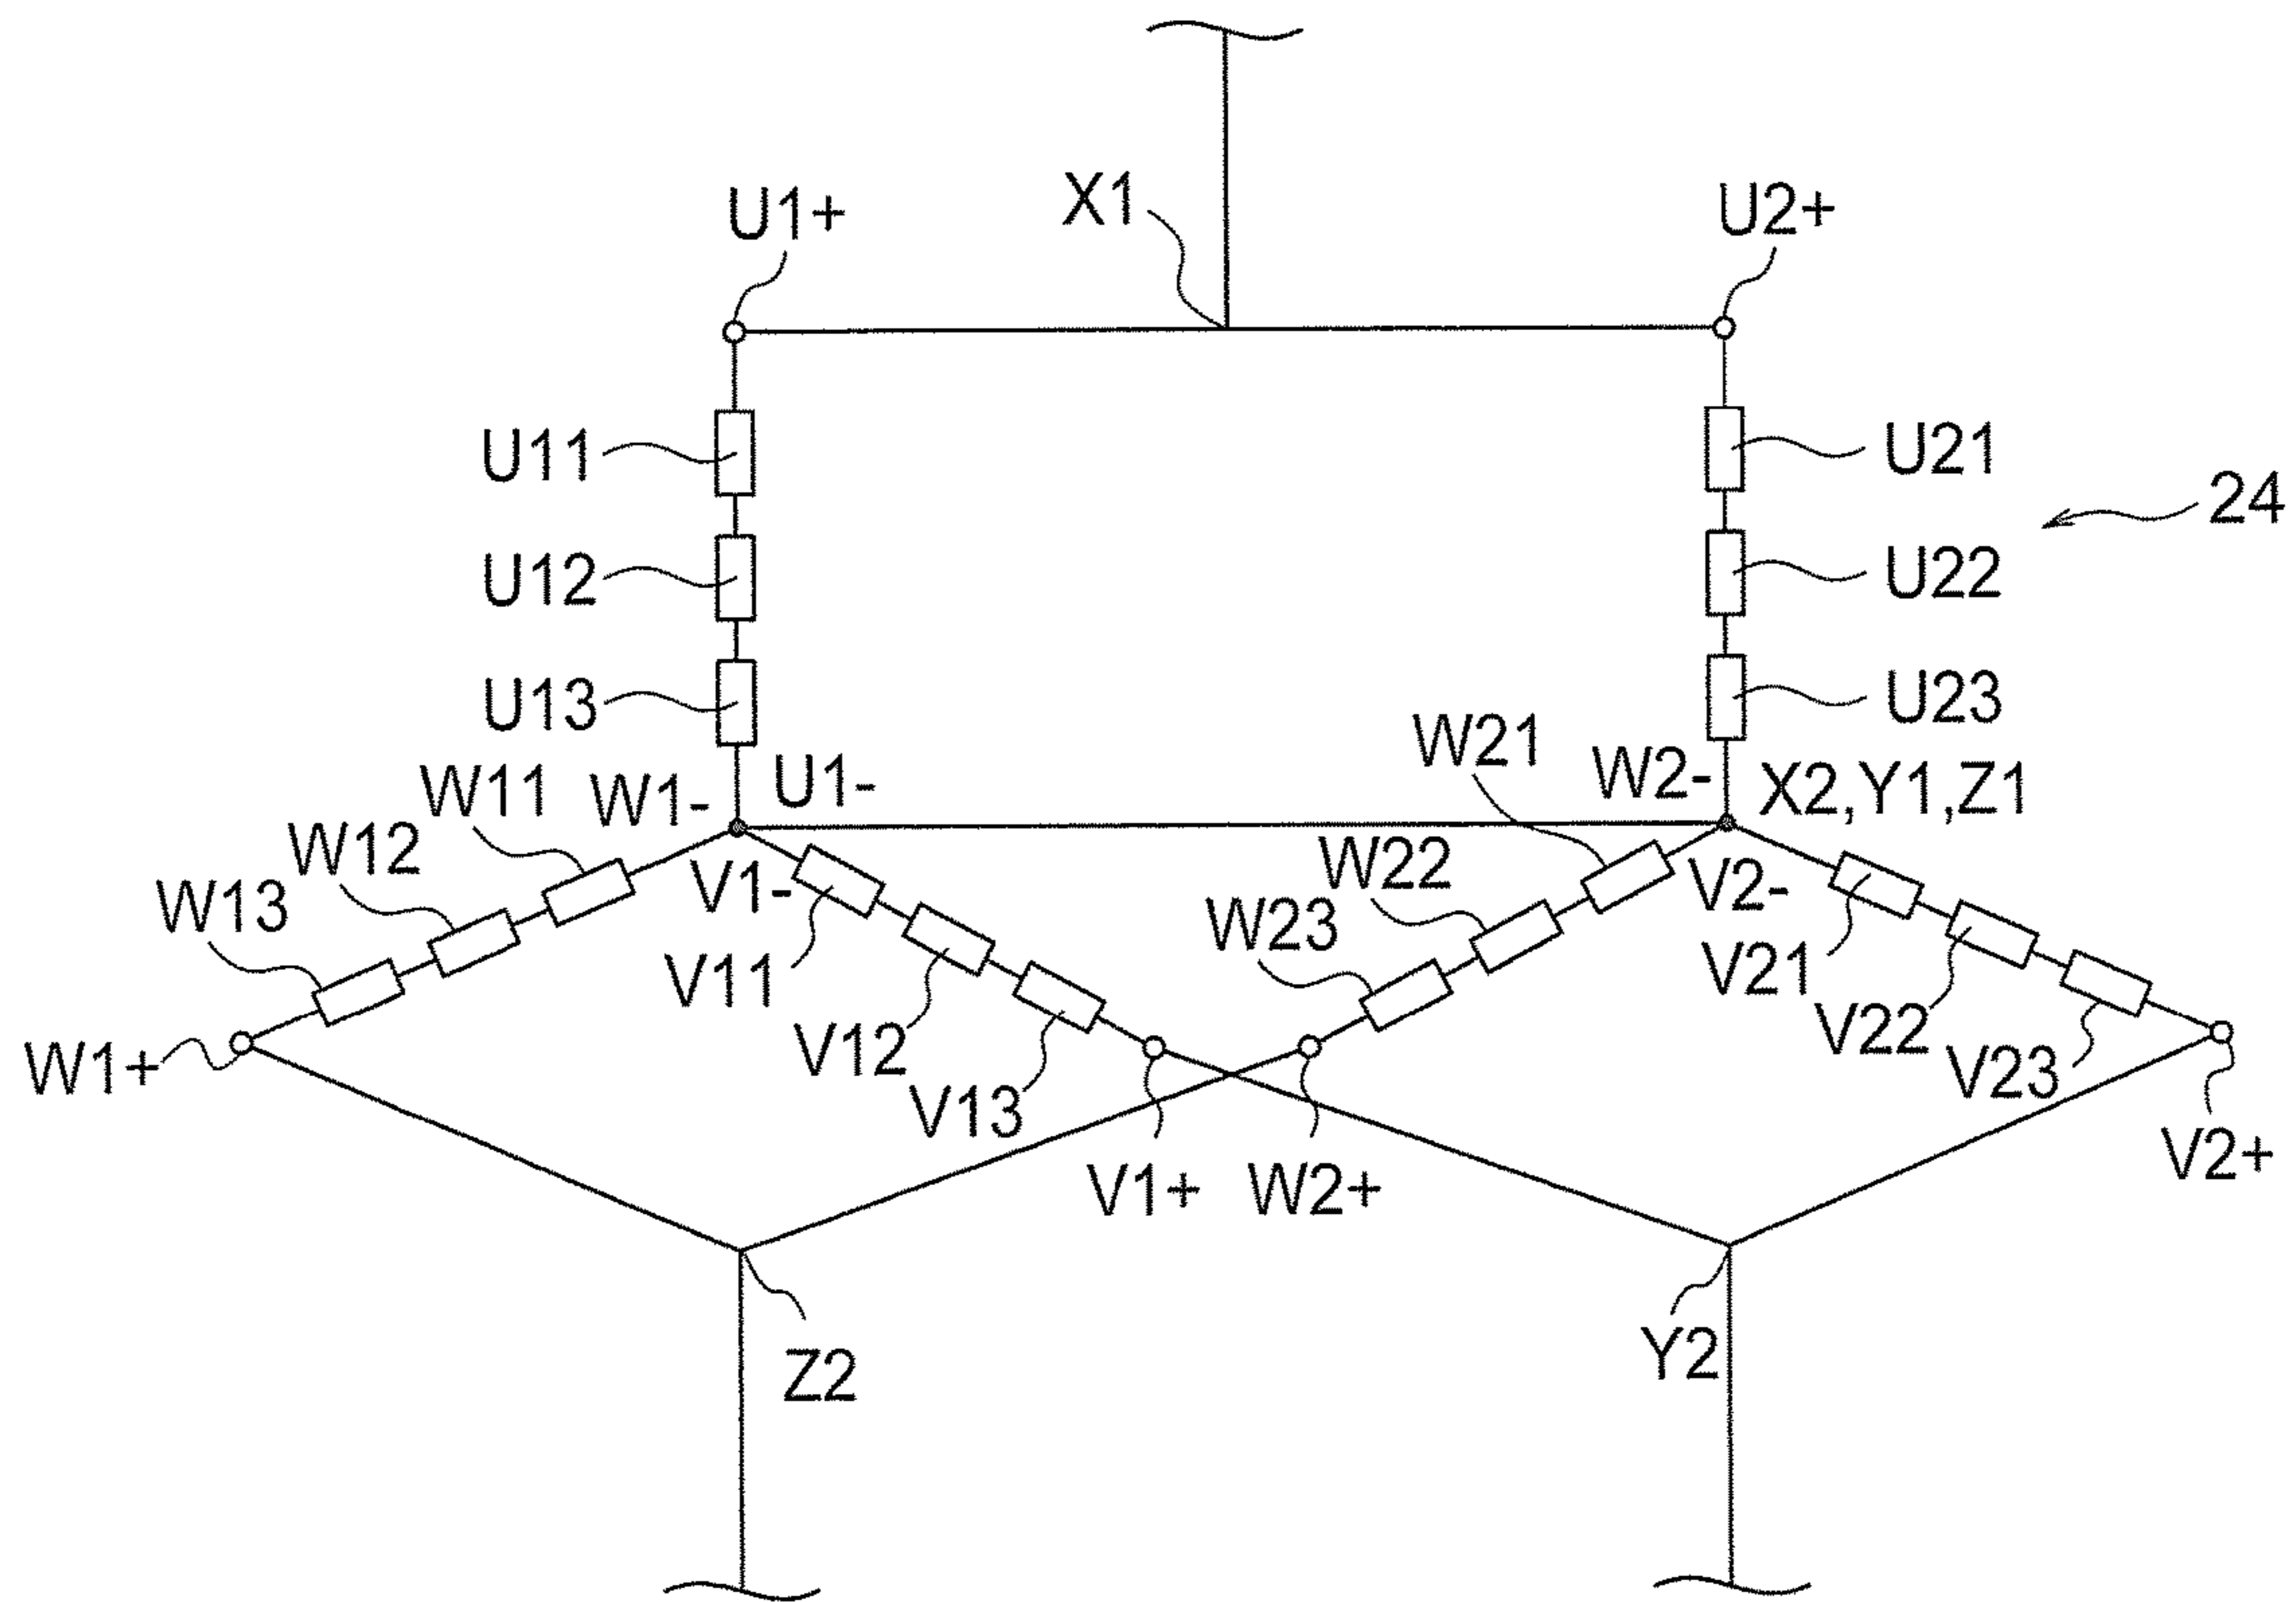 X1
U1+
U2+
U11
U21
24
U12
U22
U13
U23
W21
W11
W1-
U1-
W2-
X2,Y1,Z1
W12
W22
W13
V1-
V2-
W23
V11
V21
V12
V22
W1+
V13
V23
V1+
W2+
V2+
Z2
Y2